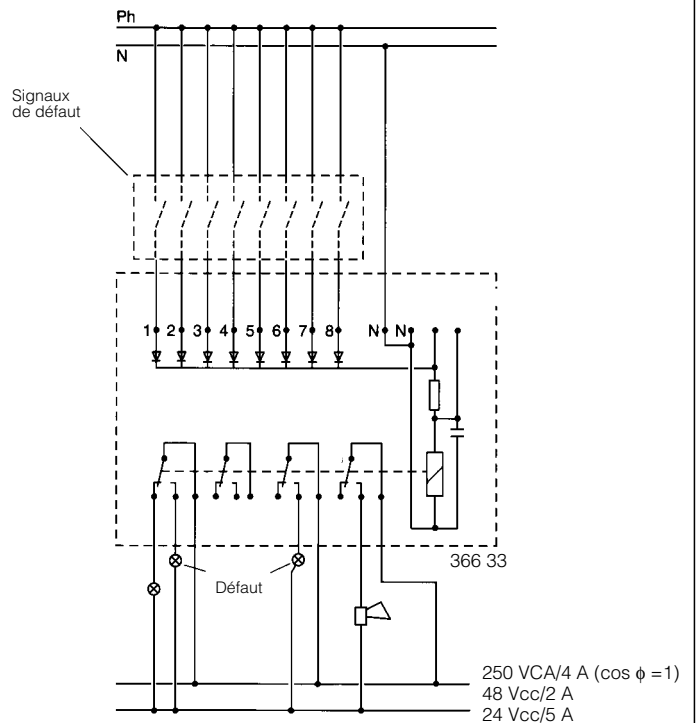 Ph
N
Signaux
de défaut
1 2 3 4 5 6 7 8 N N
366 33
Défaut
250 VCA/4 A (cos ϕ =1)
48 Vcc/2 A
24 Vcc/5 A